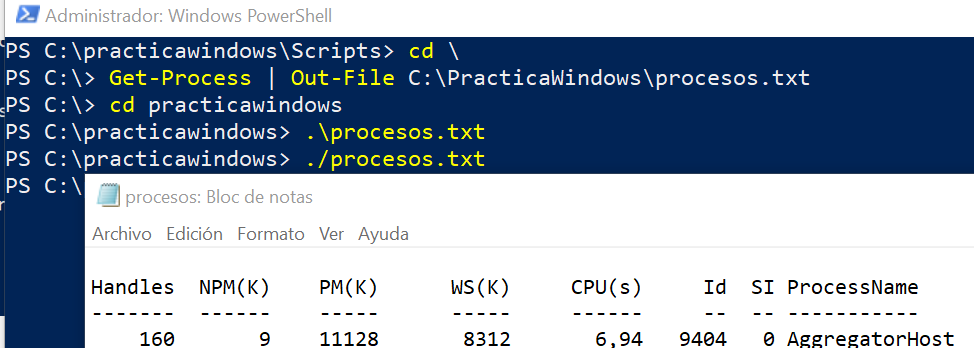 Administrador: Windows PowerShell
PS C:\practicawindows\Scripts> cd \
PS C:\> Get-Process | Out-File C:\PracticaWindows\procesos.txt
PS C:\> cd practicawindows
PS C:\practicawindows> .\procesos.txt
PS C:\practicawindows> ./procesos.txt
PS C:\
procesos: Bloc de notas
Archivo Edición Formato Ver Ayuda
Handles NPM(K) PM(K) WS(K) CPU(s) Id SI ProcessName
------- ------ ----- ----- ------ -- -- -----------
160 9 11128 8312 6,94 9404 0 AggregatorHost